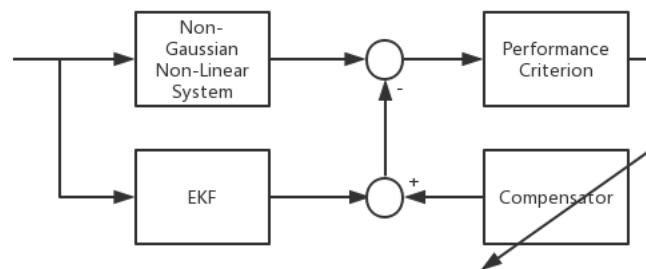 Non-
Gaussian
Non-Linear
System
Performance
Criterion
-
EKF
+
Compensator